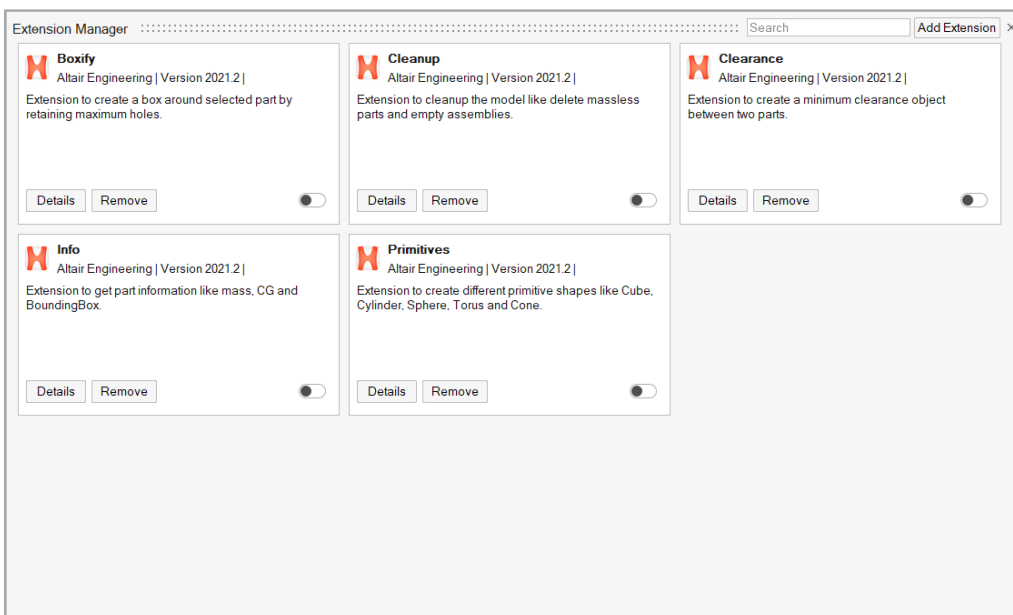 Extension Manager
Search
Add Extension
Boxify
Altair Engineering | Version 2021.2 |
Extension to create a box around selected part by
retaining maximum holes.
Details
Remove
Cleanup
Altair Engineering | Version 2021.2 |
Extension to cleanup the model like delete massless
parts and empty assemblies.
Details
Remove
Clearance
Altair Engineering | Version 2021.2 |
Extension to create a minimum clearance object
between two parts.
Details
Remove
Info
Altair Engineering | Version 2021.2 |
Extension to get part information like mass, CG and
BoundingBox.
Details
Remove
Primitives
Altair Engineering | Version 2021.2 |
Extension to create different primitive shapes like Cube,
Cylinder, Sphere, Torus and Cone.
Details
Remove